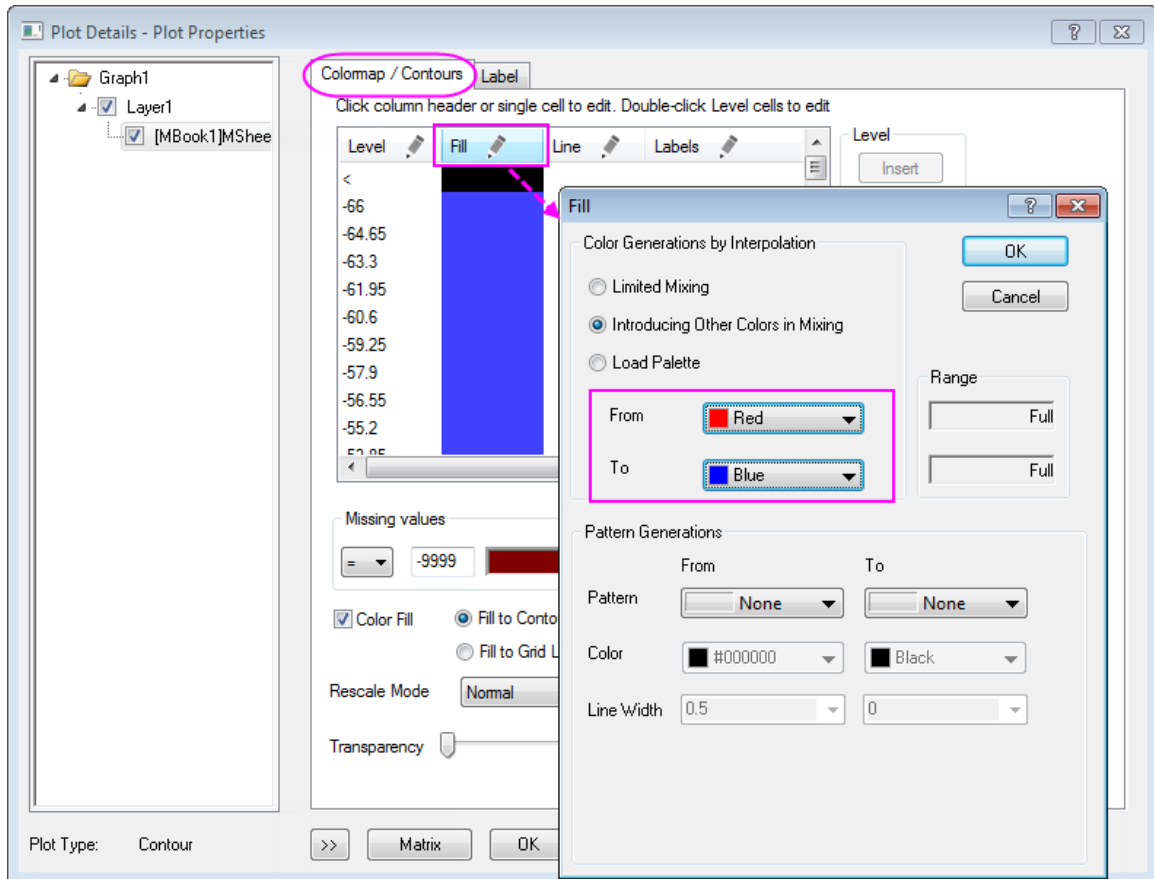 Plot Details - Plot Properties
Graph1
Layer1
[MBook1]MShee
Colormap / Contours
Label
Click column header or single cell to edit. Double-click Level cells to edit
Level
Fill
Line
Labels
<
-66
-64.65
-63.3
-61.95
-60.6
-59.25
-57.9
-56.55
-55.2
Level
Insert
Missing values
=
-9999
Color Fill
Fill to Conto
Fill to Grid L
Rescale Mode
Normal
Transparency
Plot Type:
Contour
>>
Matrix
OK
Fill
Color Generations by Interpolation
Limited Mixing
Introducing Other Colors in Mixing
Load Palette
From
Red
To
Blue
OK
Cancel
Range
Full
Full
Pattern Generations
From
To
Pattern
None
None
Color
#000000
Black
Line Width
0.5
0